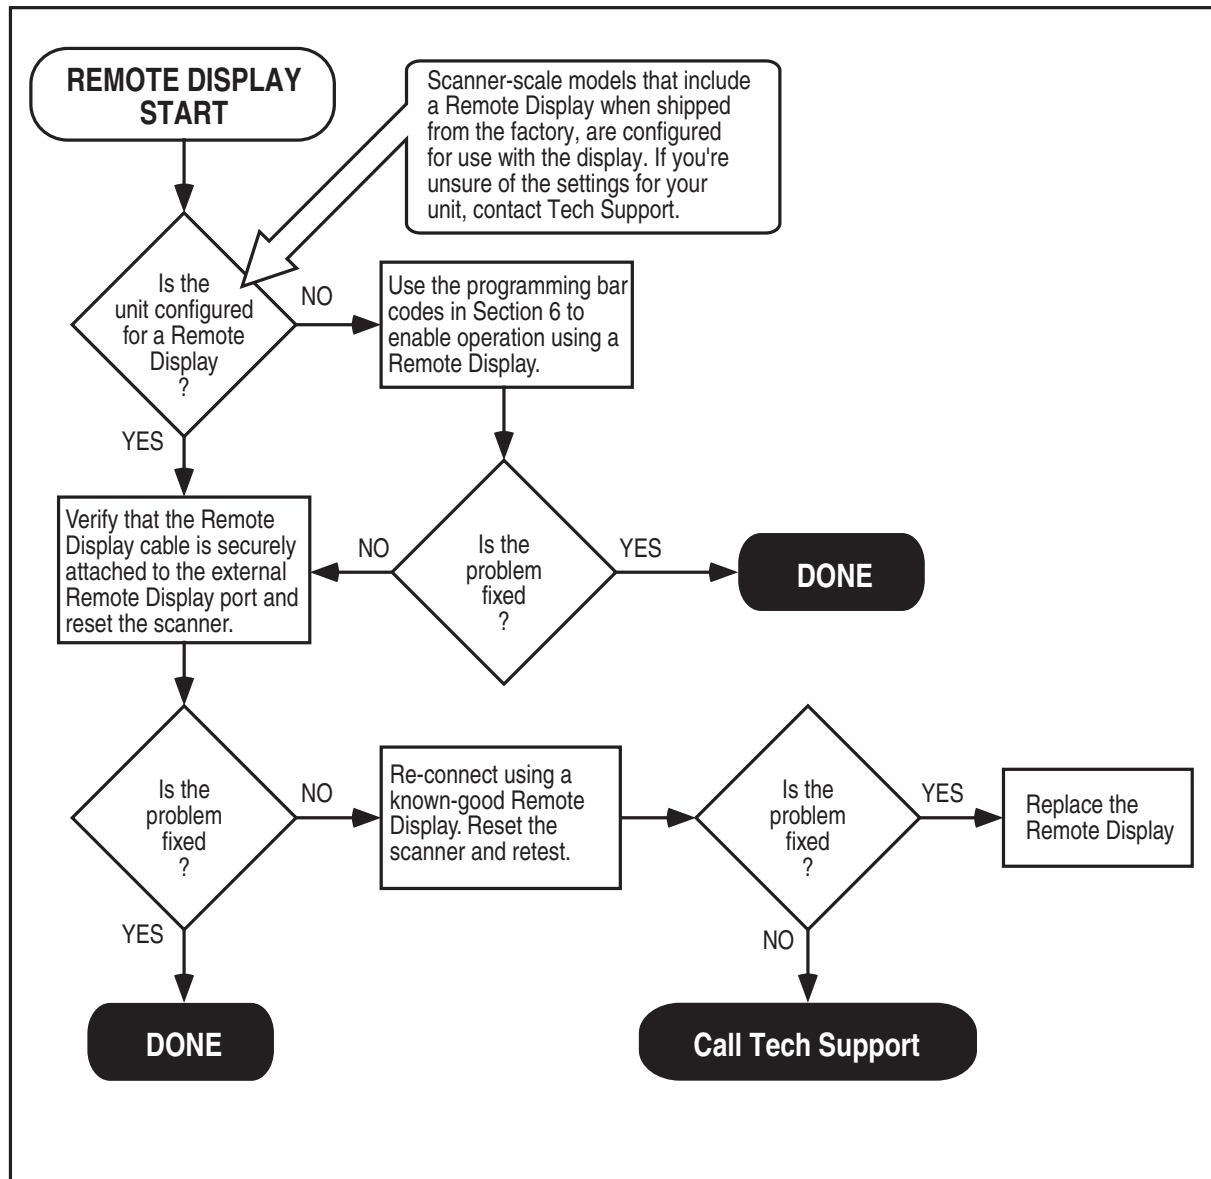 REMOTE DISPLAY
START
Scanner-scale models that include
a Remote Display when shipped
from the factory, are configured
for use with the display. If you're
unsure of the settings for your
unit, contact Tech Support.
Is the
unit configured
for a Remote
Display
?
NO
Use the programming bar
codes in Section 6 to
enable operation using a
Remote Display.
YES
Verify that the Remote
Display cable is securely
attached to the external
Remote Display port and
reset the scanner.
NO
Is the
problem
fixed
?
YES
DONE
Is the
problem
fixed
?
NO
Re-connect using a
known-good Remote
Display. Reset the
scanner and retest.
Is the
problem
fixed
?
YES
Replace the
Remote Display
YES
NO
DONE
Call Tech Support